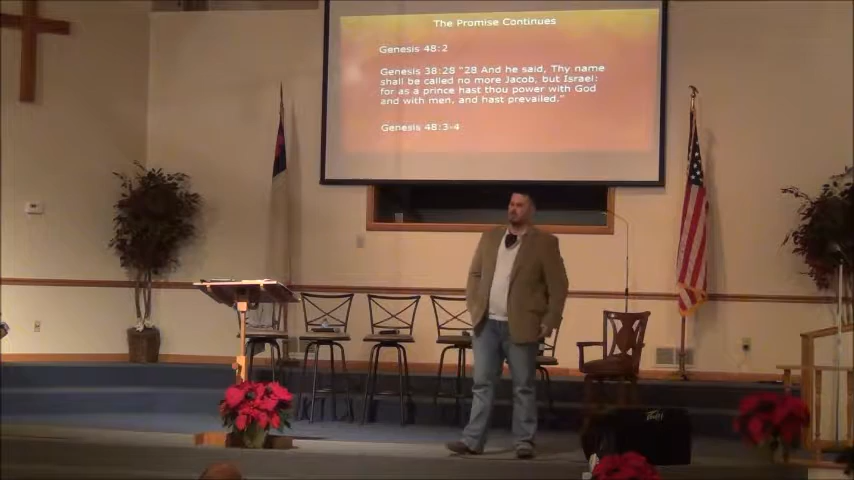 The Promise Continues
Genesis 48:2
Genesis 38:28 "28 And he said, Thy name
shall be called no more Jacob, but Israel:
for as a prince hast thou power with God
and with men, and hast prevailed."
Genesis 48:3-4
PEAVEY